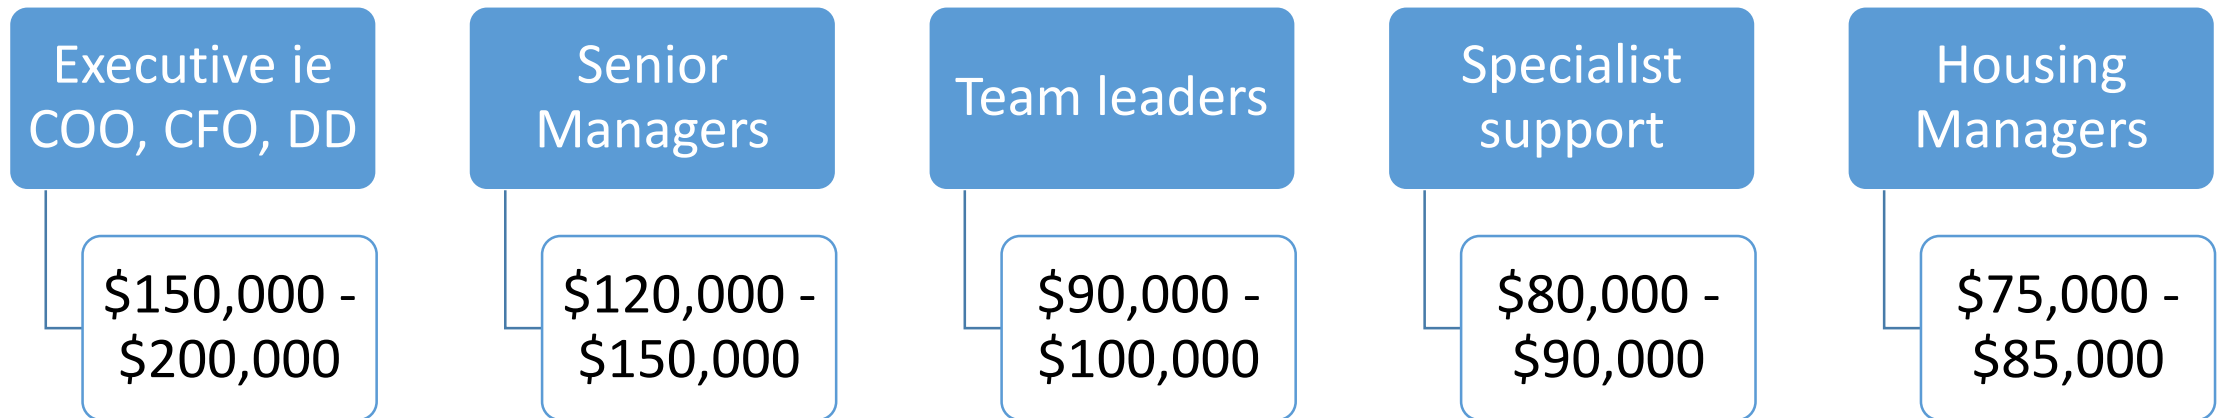 Executive ie
COO, CFO, DD
$150,000 -
$200,000
Senior
Managers
$120,000 -
$150,000
Team leaders
$90,000 -
$100,000
Specialist
support
$80,000 -
$90,000
Housing
Managers
$75,000 -
$85,000